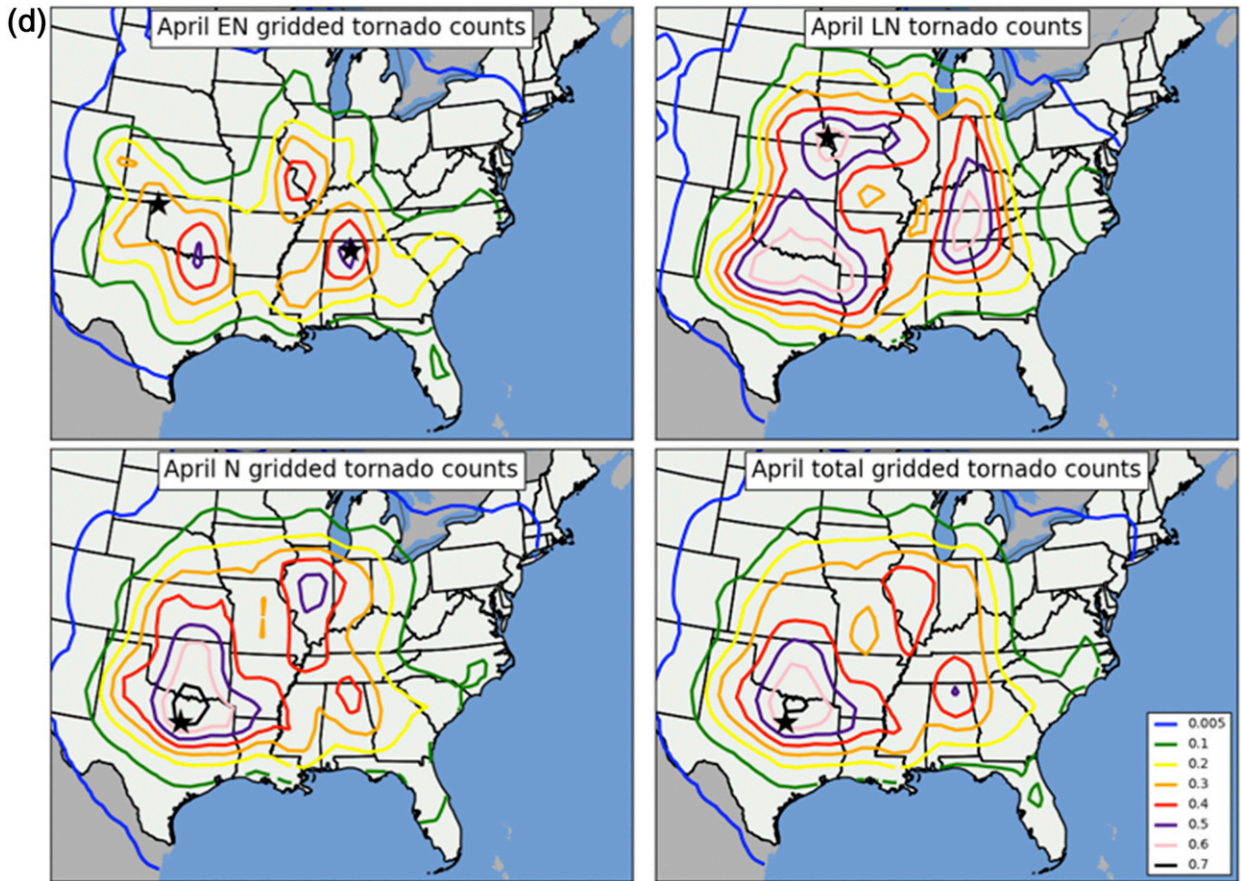 (d)
April EN gridded tornado counts
April LN tornado counts
April N gridded tornado counts
April total gridded tornado counts
0.005
0.1
0.2
0.3
0.4
0.5
0.6
0.7